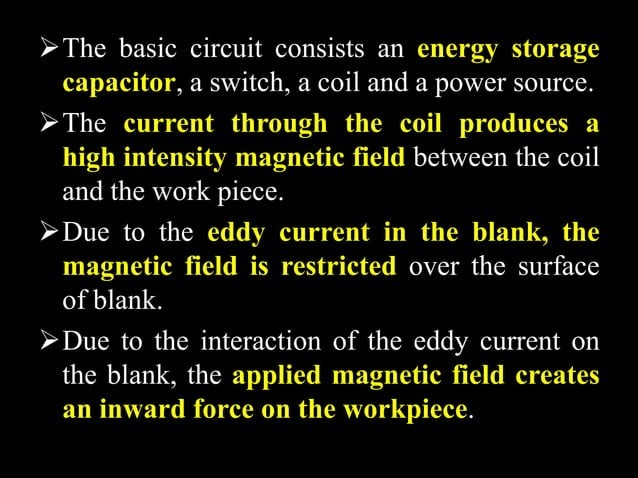 ➢The basic circuit consists an energy storage
capacitor, a switch, a coil and a power source.
➢The current through the coil produces a
high intensity magnetic field between the coil
and the work piece.
➢Due to the eddy current in the blank, the
magnetic field is restricted over the surface
of blank.
➢Due to the interaction of the eddy current on
the blank, the applied magnetic field creates
an inward force on the workpiece.